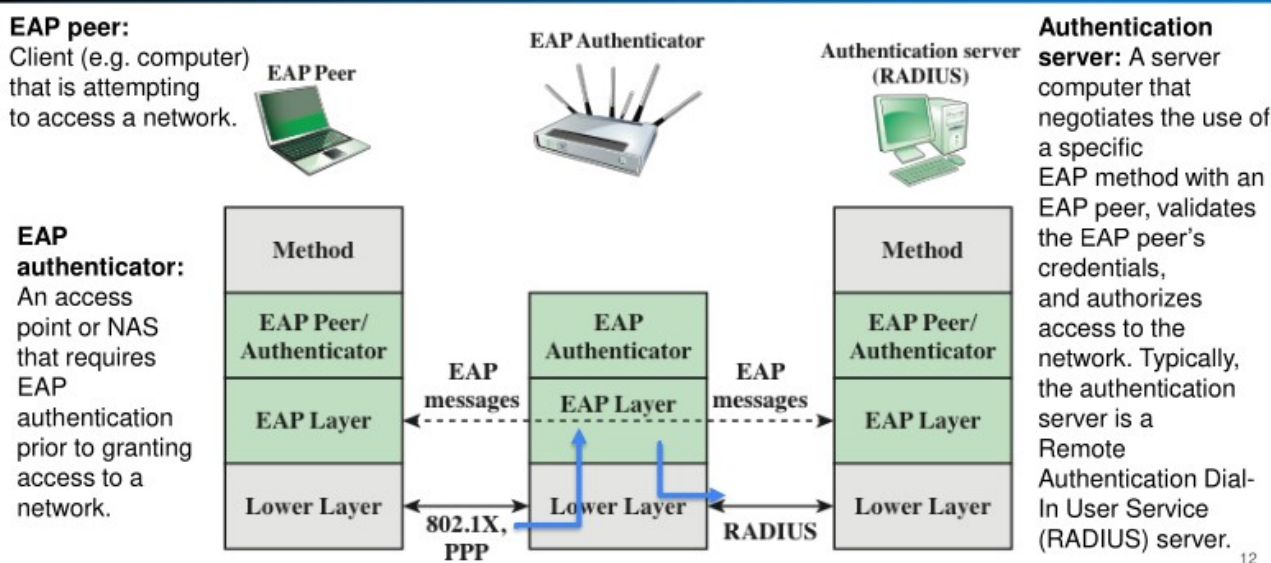 EAP peer:
Client (e.g. computer)
that is attempting
to access a network.
EAP Peer
EAP Authenticator
Authentication server
(RADIUS)
Authentication
server: A server
computer that
negotiates the use of
a specific
EAP method with an
EAP peer, validates
the EAP peer's
credentials,
and authorizes
access to the
network. Typically,
the authentication
server is a
Remote
Authentication Dial-
In User Service
(RADIUS) server.
EAP
authenticator:
An access
point or NAS
that requires
EAP
authentication
prior to granting
access to a
network.
Method
EAP Peer/
Authenticator
EAP Layer
Lower Layer
EAP
messages
802.1X,
PPP
EAP
Authenticator
EAP Layer
Lower Layer
EAP
messages
RADIUS
Method
EAP Peer/
Authenticator
EAP Layer
Lower Layer
12